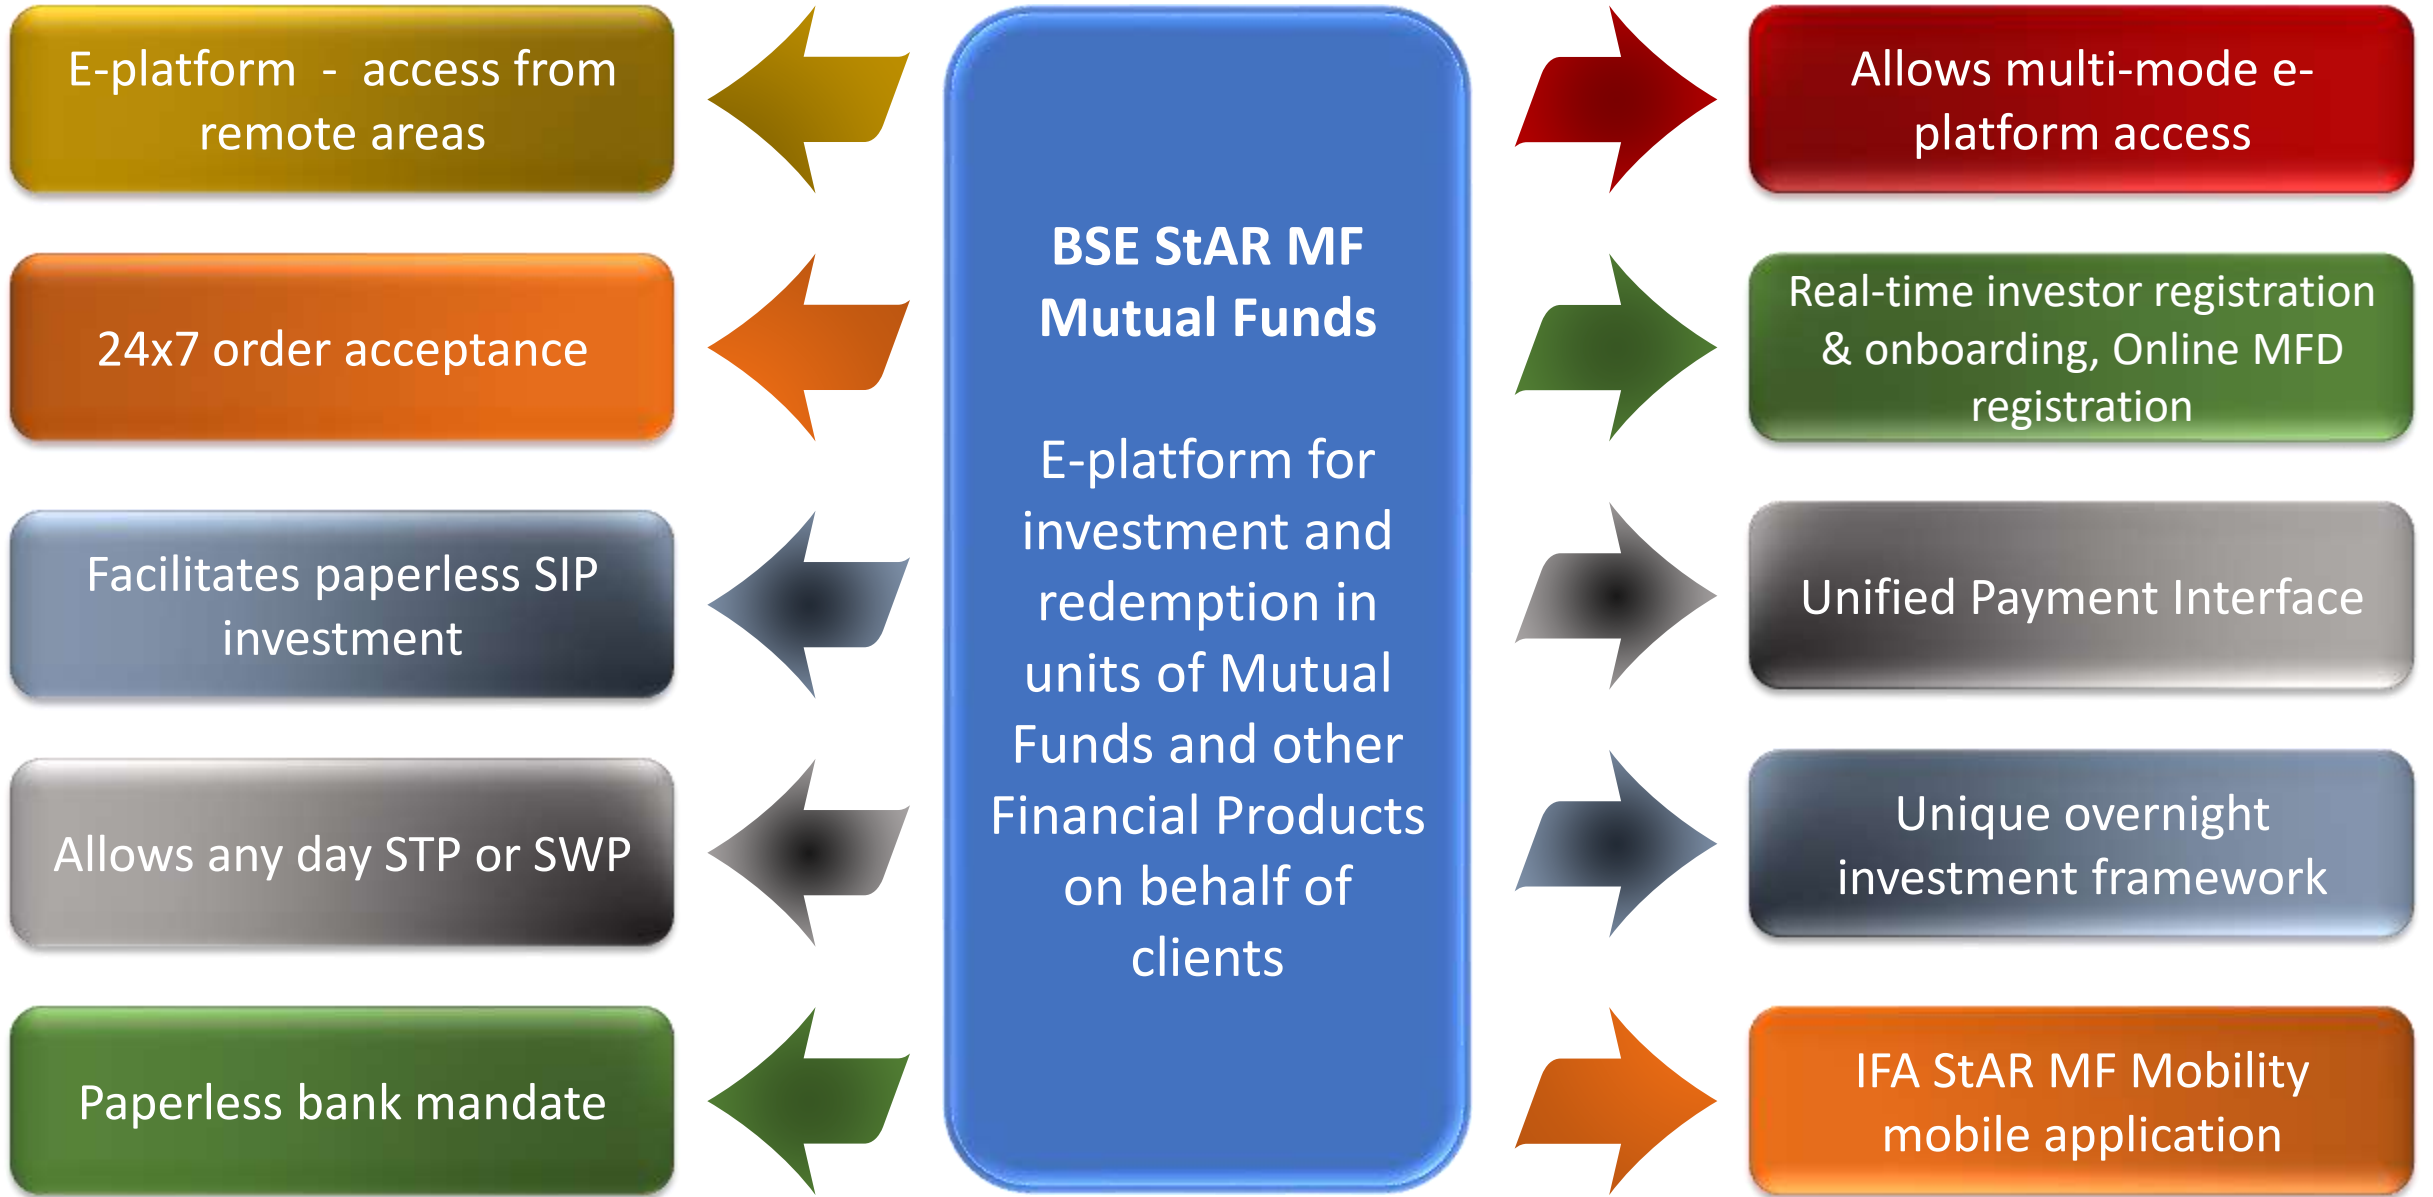 E-platform - access from
remote areas
24x7 order acceptance
Facilitates paperless SIP
investment
Allows any day STP or SWP
Paperless bank mandate
BSE StAR MF
Mutual Funds
E-platform for
investment and
redemption in
units of Mutual
Funds and other
Financial Products
on behalf of
clients
Allows multi-mode e-
platform access
Real-time investor registration
& onboarding, Online MFD
registration
Unified Payment Interface
Unique overnight
investment framework
IFA StAR MF Mobility
mobile application